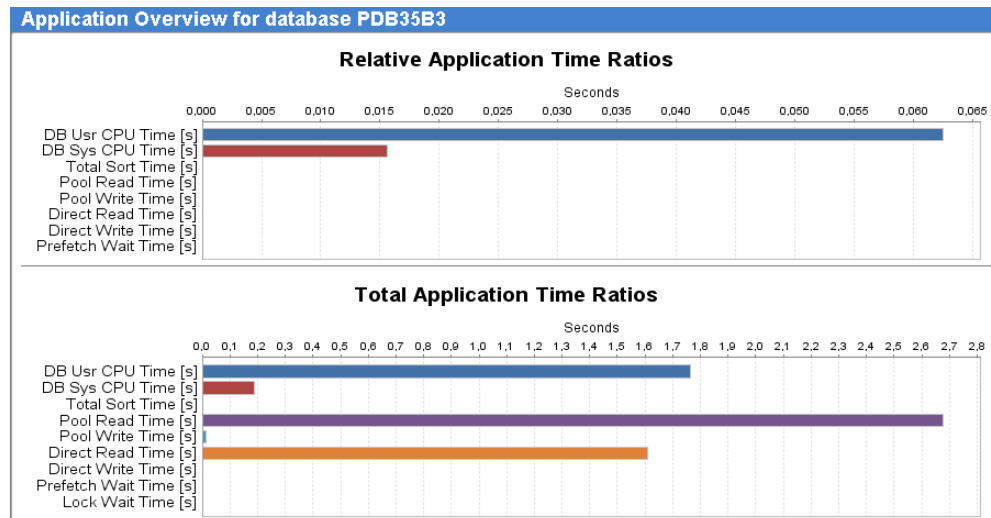 Application Overview for database PDB35B3
Relative Application Time Ratios
Seconds
0,000 0,005 0,010 0,015 0,020 0,025 0,030 0,035 0,040 0,045 0,050 0,055 0,060 0,065
DB Usr CPU Time [s]
DB Sys CPU Time [s]
Total Sort Time [s]
Pool Read Time [s]
Pool Write Time [s]
Direct Read Time [s]
Direct Write Time [s]
Prefetch Wait Time [s]
Total Application Time Ratios
Seconds
0,0 0,1 0,2 0,3 0,4 0,5 0,6 0,7 0,8 0,9 1,0 1,1 1,2 1,3 1,4 1,5 1,6 1,7 1,8 1,9 2,0 2,1 2,2 2,3 2,4 2,5 2,6 2,7 2,8
DB Usr CPU Time [s]
DB Sys CPU Time [s]
Total Sort Time [s]
Pool Read Time [s]
Pool Write Time [s]
Direct Read Time [s]
Direct Write Time [s]
Prefetch Wait Time [s]
Lock Wait Time [s]